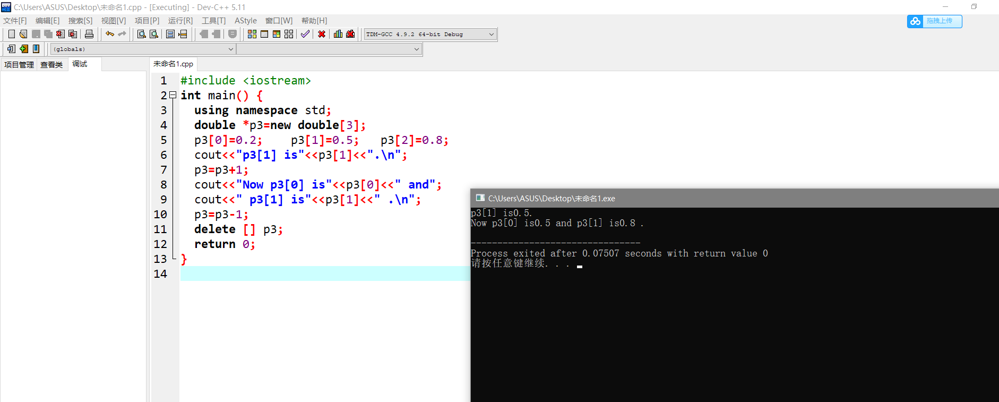 C:\Users\ASUS\Desktop\未命名1.cpp - [Executing] - Dev-C++ 5.11
文件[F] 编辑[E] 搜索[S] 视图[V] 项目[P] 运行[R] 工具[T] AStyle 窗口[W] 帮助[H]
拖拽上传
TDM-GCC 4.9.2 64-bit Debug
(globals)
项目管理 查看类 调试
未命名1.cpp
1 #include <iostream>
2 int main() {
3 using namespace std;
4 double *p3=new double[3];
5 p3[0]=0.2; p3[1]=0.5; p3[2]=0.8;
6 cout<<"p3[1] is"<<p3[1]<<".\n";
7 p3=p3+1;
8 cout<<"Now p3[0] is"<<p3[0]<<" and";
9 cout<<" p3[1] is"<<p3[1]<<" .\n";
10 p3=p3-1;
11 delete [] p3;
12 return 0;
13 }
14
C:\Users\ASUS\Desktop\未命名1.exe
p3[1] is0.5.
Now p3[0] is0.5 and p3[1] is0.8 .
--------------------------------
Process exited after 0.07507 seconds with return value 0
请按任意键继续. . .